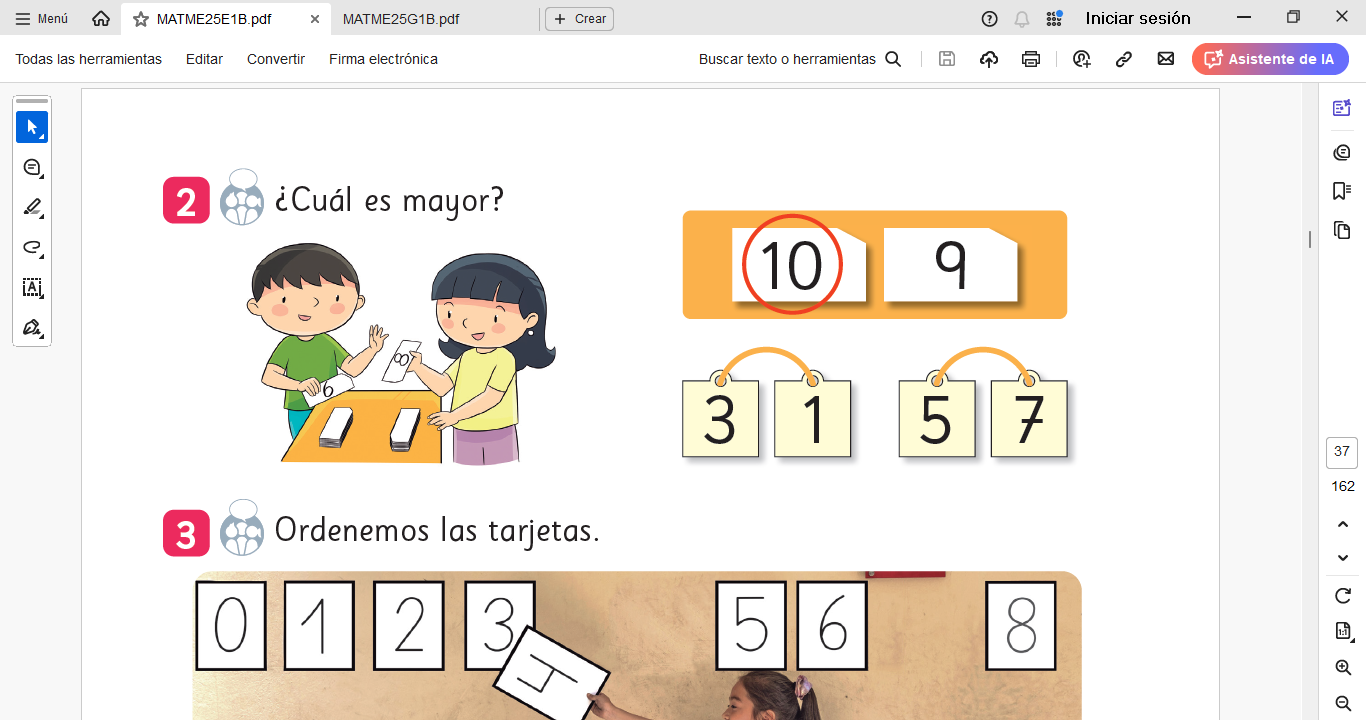 Menú
MATME25E1B.pdf
MATME25G1B.pdf
Crear
Iniciar sesión
Todas las herramientas
Editar
Convertir
Firma electrónica
Buscar texto o herramientas
Asistente de IA
2 ¿Cuál es mayor?
6
8
10 9
3 1 5 7
3 Ordenemos las tarjetas.
0 1 2 3 5 6 8
4
37
162